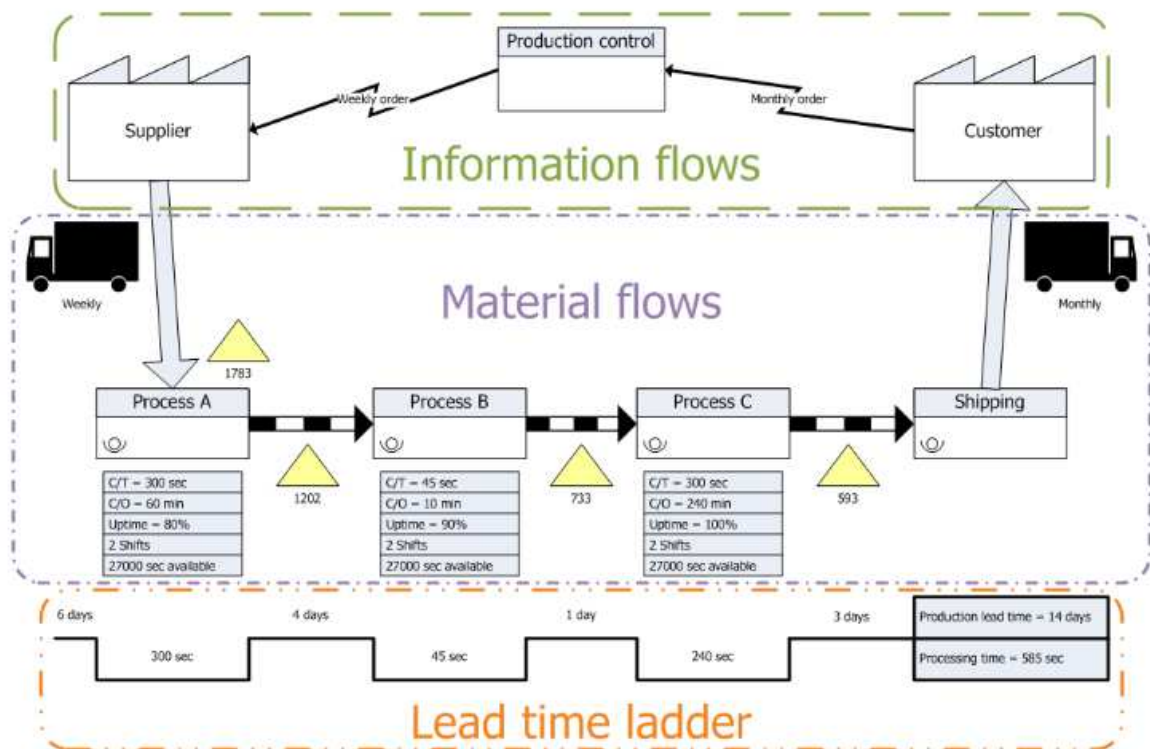 Production control
Weekly order
Monthly order
Supplier
Customer
Information flows
Weekly
Material flows
Monthly
1783
Process A
Process B
Process C
Shipping
1202
733
593
C/T = 300 sec
C/O = 60 min
Uptime = 80%
2 Shifts
27000 sec available
C/T = 45 sec
C/O = 10 min
Uptime = 90%
2 Shifts
27000 sec available
C/T = 300 sec
C/O = 240 min
Uptime = 100%
2 Shifts
27000 sec available
6 days
4 days
1 day
3 days
Production lead time = 14 days
300 sec
45 sec
240 sec
Processing time = 585 sec
Lead time ladder